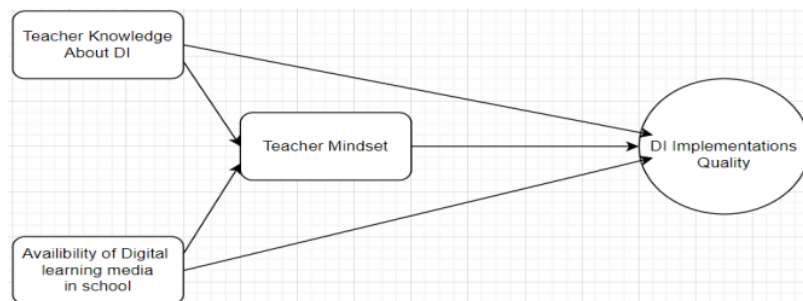 Teacher Knowledge
About DI
Teacher Mindset
DI Implementations
Quality
Availibility of Digital
learning media
in school